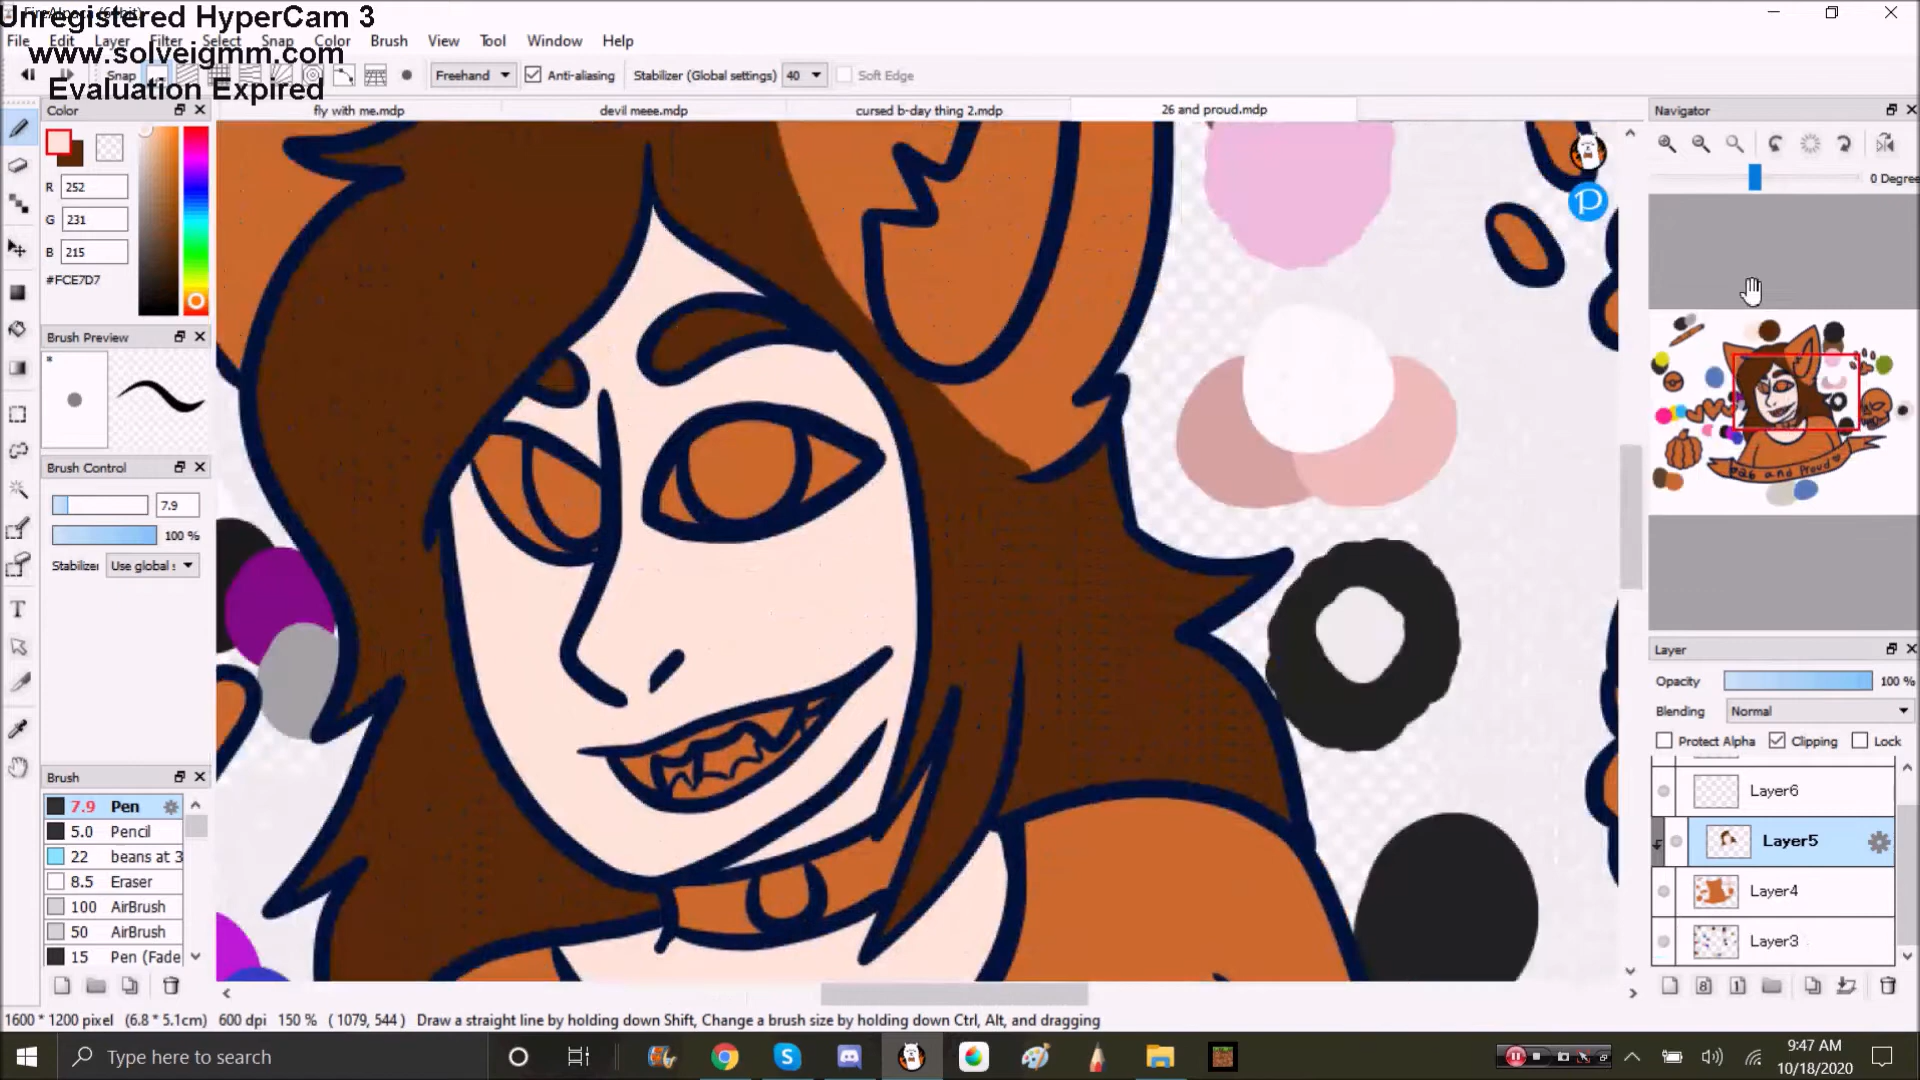 Unregistered HyperCam 3
www.solveigmm.com
Evaluation Expired
File Edit Layer Filter Select Snap Color Brush View Tool Window Help
Snap Freehand Anti-aliasing Stabilizer (Global settings) 40 Soft Edge
fly with me.mdp devil meee.mdp cursed b-day thing 2.mdp 26 and proud.mdp
Color
R 252
G 231
B 215
#FCE7D7
Brush Preview
Brush Control
7.9
100 %
Stabilizer Use global s
Brush
7.9 Pen
5.0 Pencil
22 beans at 3
8.5 Eraser
100 AirBrush
50 AirBrush
15 Pen (Fade
Navigator
0 Degree
26 and Proud
Layer
Opacity 100 %
Blending Normal
Protect Alpha Clipping Lock
Layer6
Layer5
Layer4
Layer3
1600 * 1200 pixel (6.8 * 5.1cm) 600 dpi 150 % ( 1079, 544 ) Draw a straight line by holding down Shift, Change a brush size by holding down Ctrl, Alt, and dragging
Type here to search
9:47 AM
10/18/2020